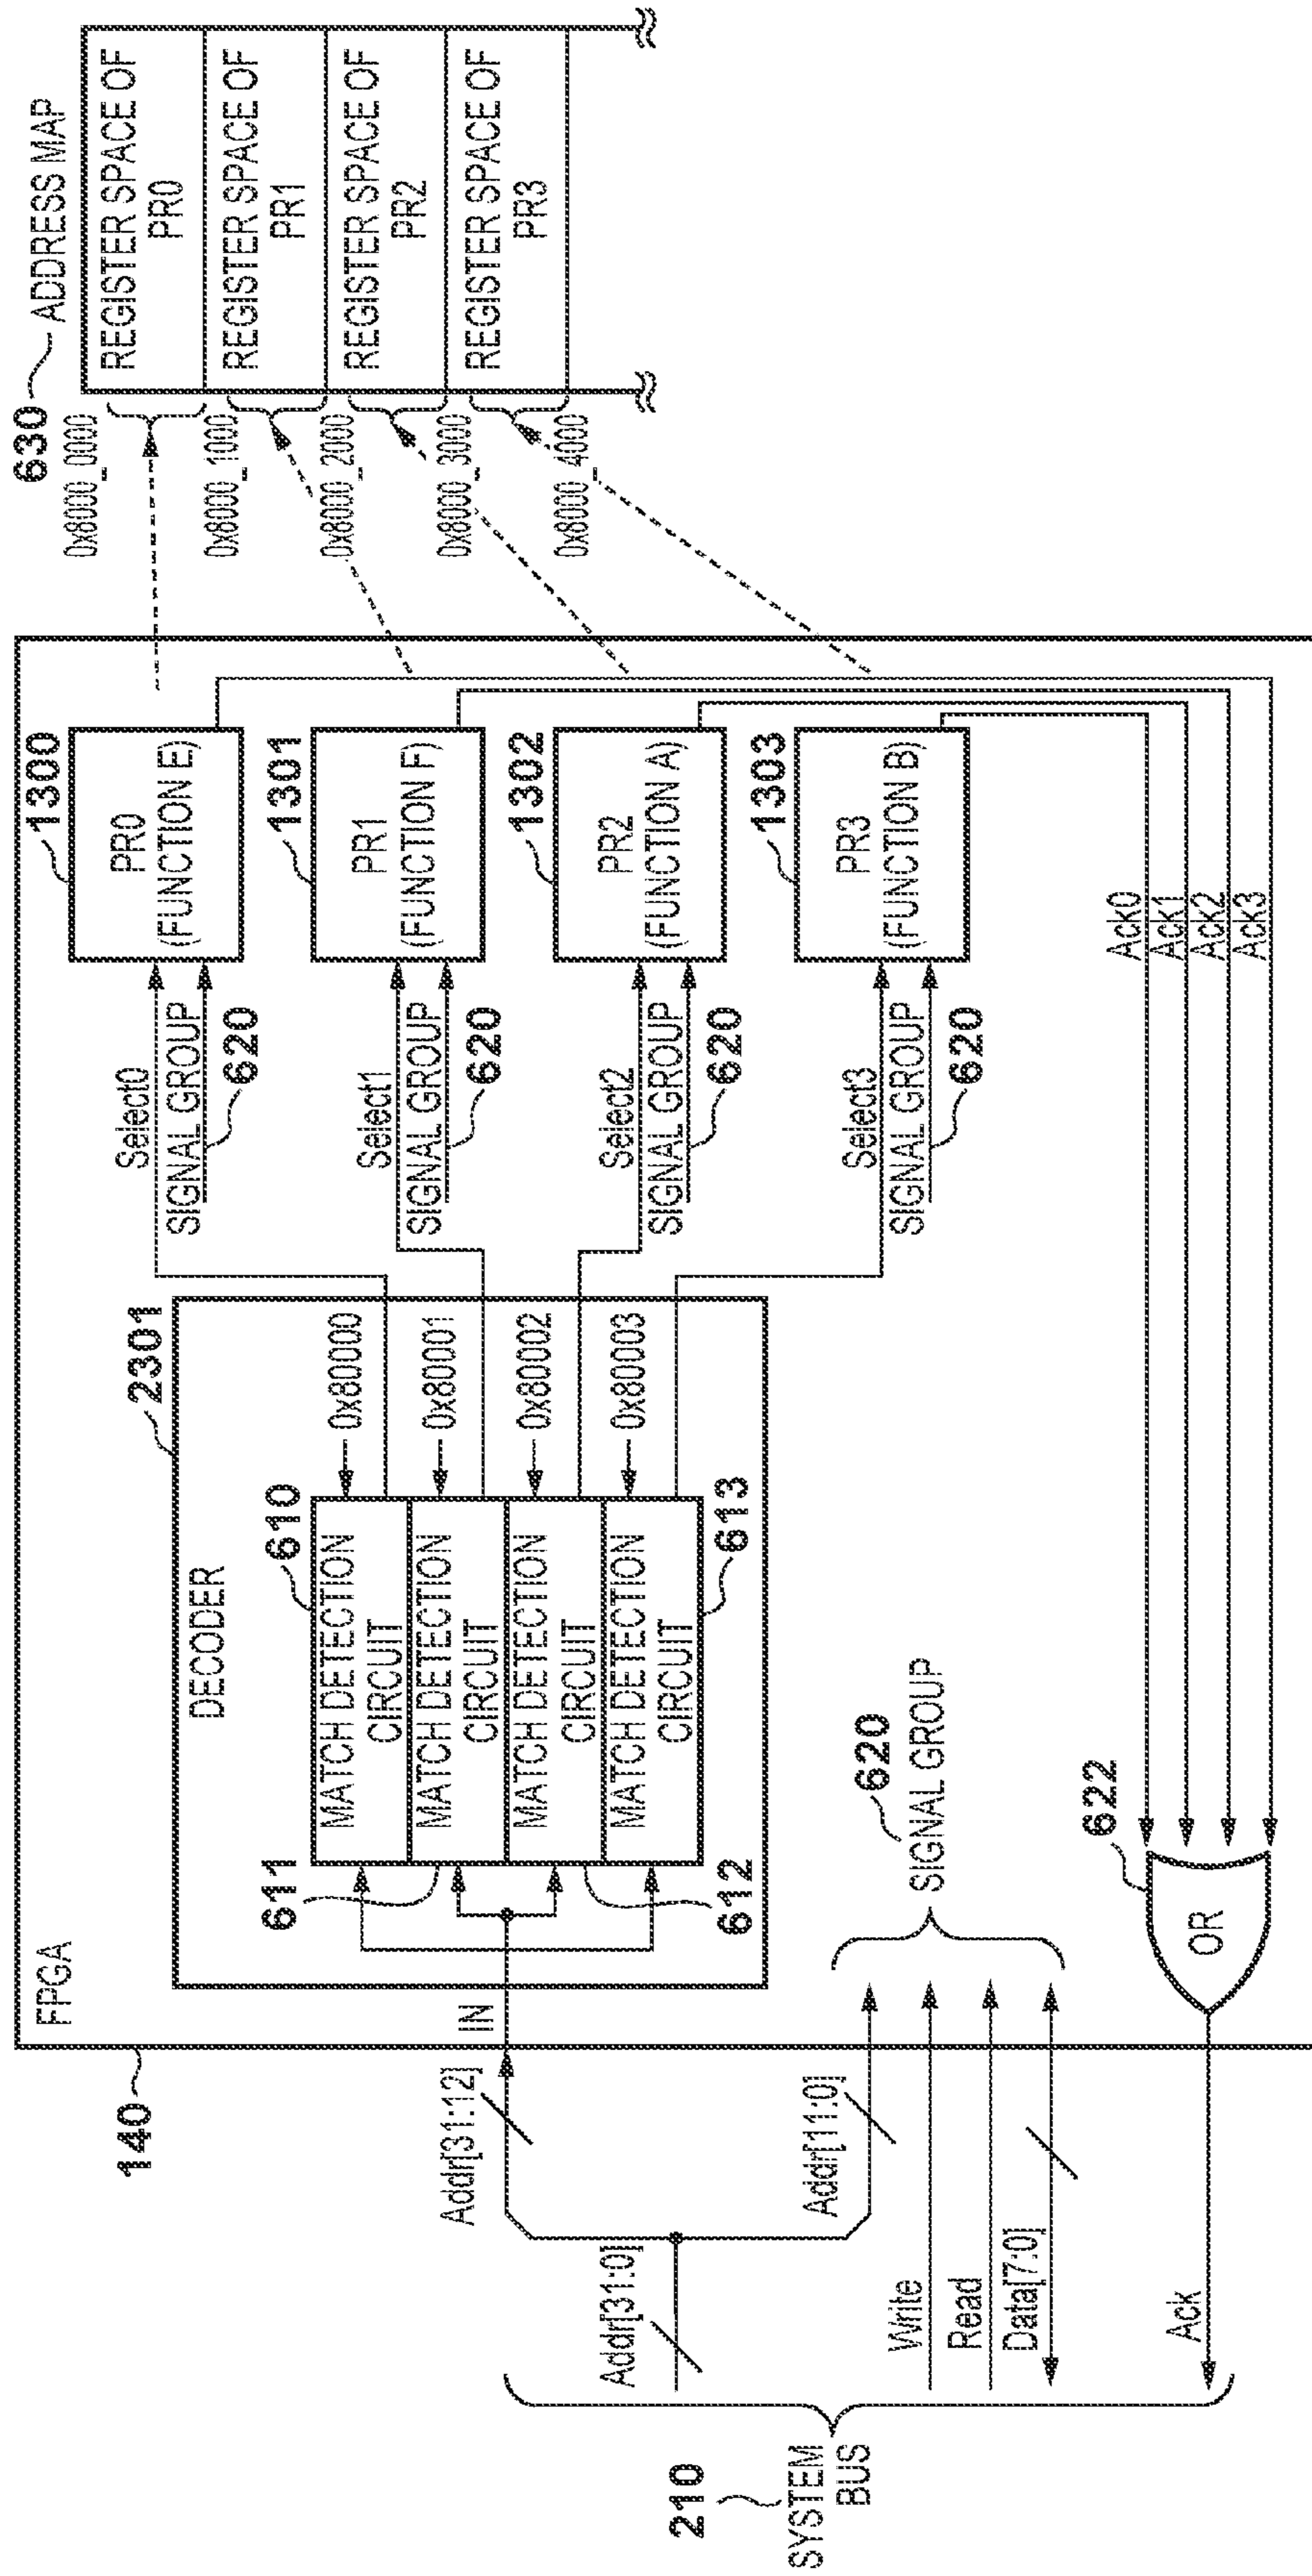 630 ADDRESS MAP
0x8000_0000
REGISTER SPACE OF
PR0
0x8000_1000
REGISTER SPACE OF
PR1
0x8000_2000
REGISTER SPACE OF
PR2
0x8000_3000
REGISTER SPACE OF
PR3
0x8000_4000
140
FPGA
1300
PR0
(FUNCTION E)
Select0
SIGNAL GROUP
620
1301
PR1
(FUNCTION F)
Select1
SIGNAL GROUP
620
1302
PR2
(FUNCTION A)
Select2
SIGNAL GROUP
620
1303
PR3
(FUNCTION B)
Select3
SIGNAL GROUP
620
2301
DECODER
610
MATCH DETECTION
CIRCUIT
0x80000
611
MATCH DETECTION
CIRCUIT
0x80001
MATCH DETECTION
CIRCUIT
0x80002
612
MATCH DETECTION
CIRCUIT
0x80003
613
IN
Addr[31:12]
Addr[31:0]
Addr[11:0]
Write
Read
Data[7:0]
620
SIGNAL GROUP
Ack0
Ack1
Ack2
Ack3
622
OR
Ack
210
SYSTEM
BUS